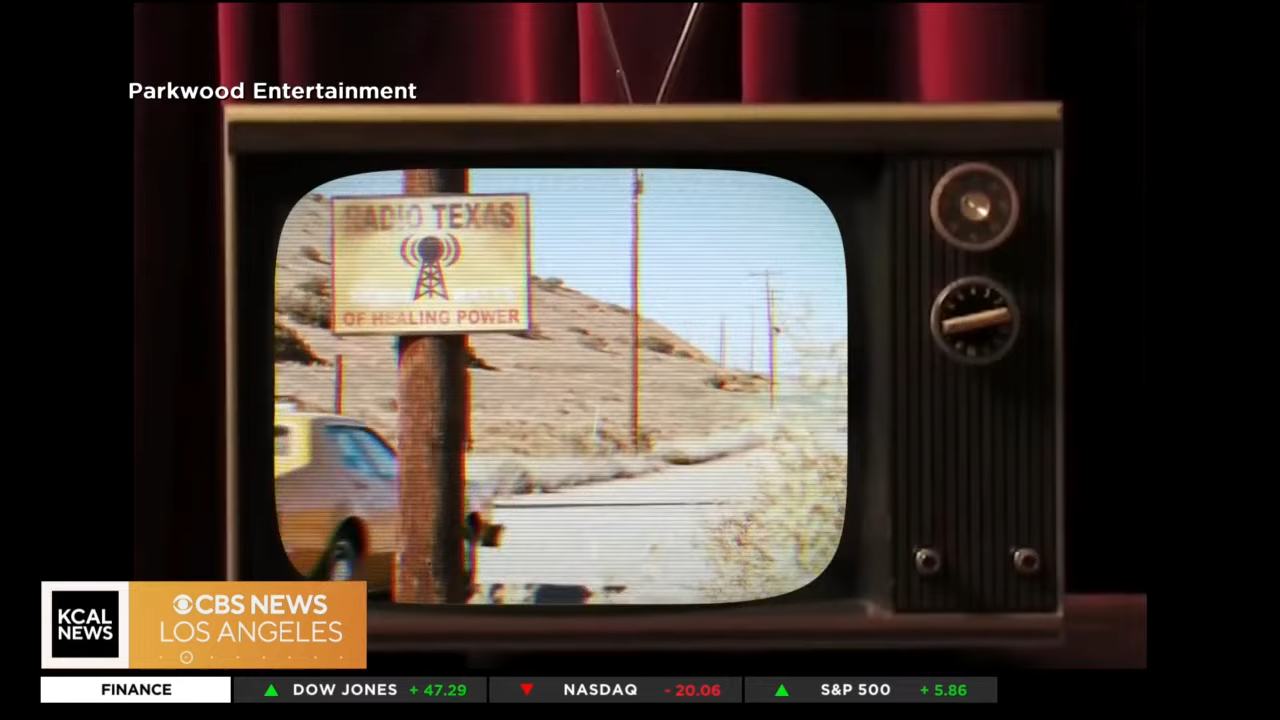 Parkwood Entertainment
RADIO TEXAS
OF HEALING POWER
KCAL
NEWS
CBS NEWS
LOS ANGELES
FINANCE
DOW JONES + 47.29
NASDAQ - 20.06
S&P 500 + 5.86